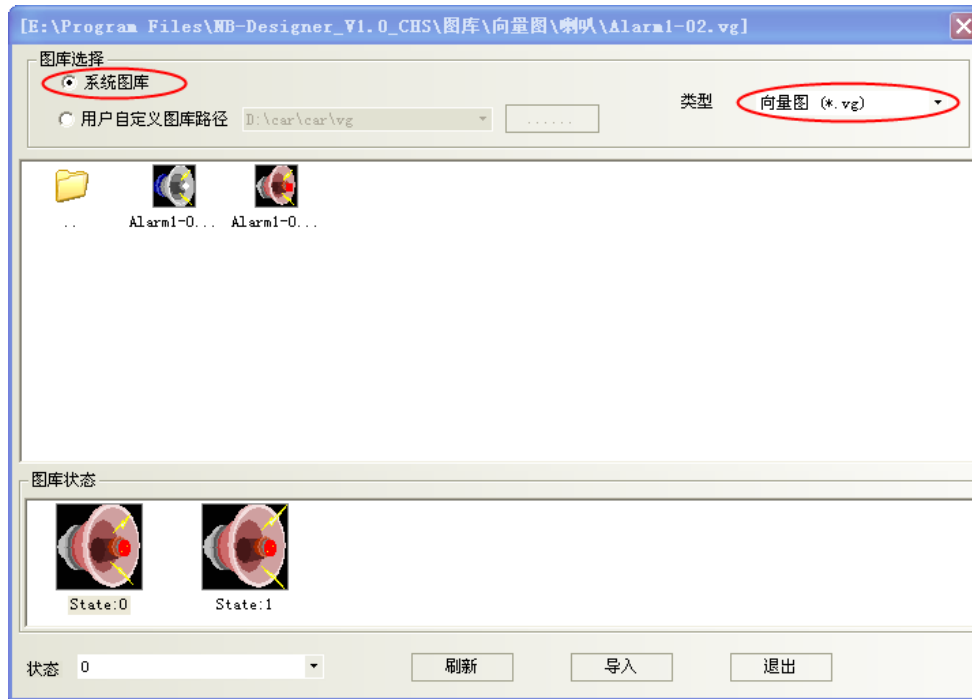 [E:\Program Files\NB-Designer_V1.0_CHS\图库\向量图\喇叭\Alarm1-02.vg]
图库选择
系统图库
类型 向量图 (*.vg)
用户自定义图库路径 D:\car\car\vg ......
.. Alarm1-0... Alarm1-0...
图库状态
State:0 State:1
状态 0 刷新 导入 退出